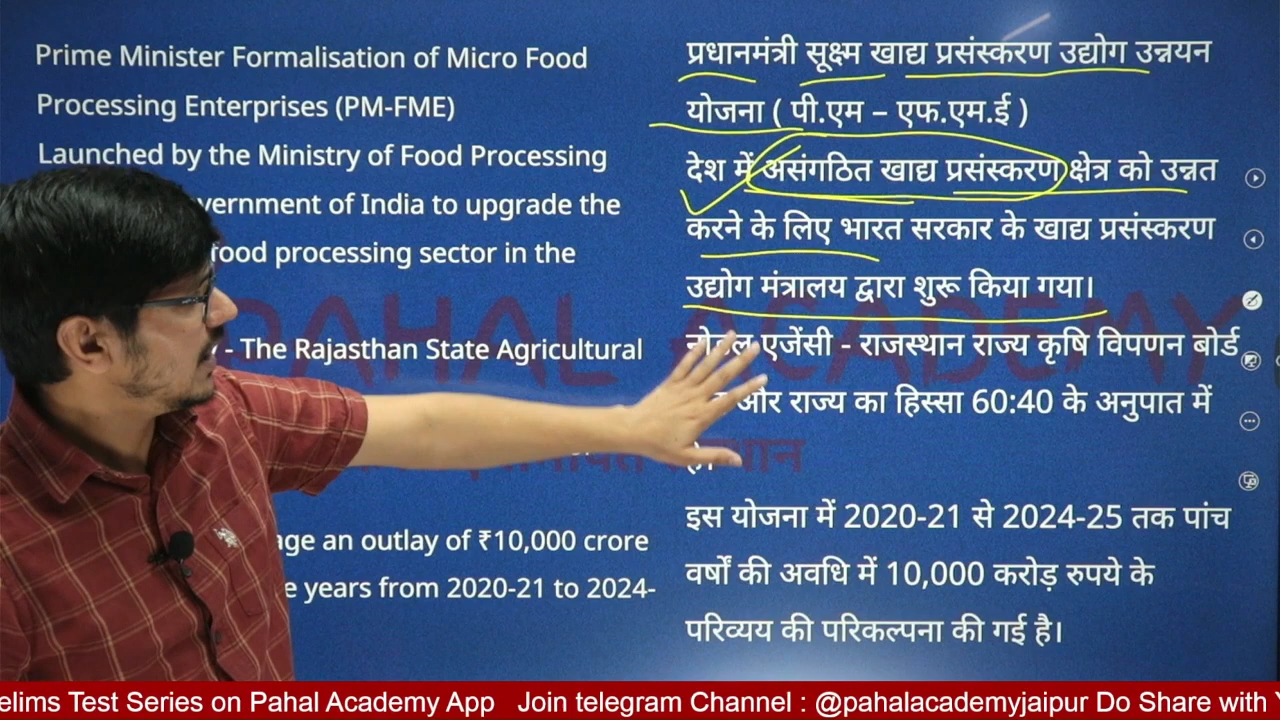 Prime Minister Formalisation of Micro Food
Processing Enterprises (PM-FME)
Launched by the Ministry of Food Processing
of India to upgrade the
food processing sector in the
- The Rajasthan State Agricultural
an outlay of ₹10,000 crore
years from 2020-21 to 2024-
प्रधानमंत्री सूक्ष्म खाद्य प्रसंस्करण उद्योग उन्नयन
योजना ( पी.एम – एफ.एम.ई )
देश में असंगठित खाद्य प्रसंस्करण क्षेत्र को उन्नत
करने के लिए भारत सरकार के खाद्य प्रसंस्करण
उद्योग मंत्रालय द्वारा शुरू किया गया।
एजेंसी - राजस्थान राज्य कृषि विपणन बोर्ड
और राज्य का हिस्सा 60:40 के अनुपात में
है।
इस योजना में 2020-21 से 2024-25 तक पांच
वर्षों की अवधि में 10,000 करोड़ रुपये के
परिव्यय की परिकल्पना की गई है।
PAHAL ACADEMY
Test Series on Pahal Academy App Join telegram Channel : @pahalacademyjaipur Do Share with